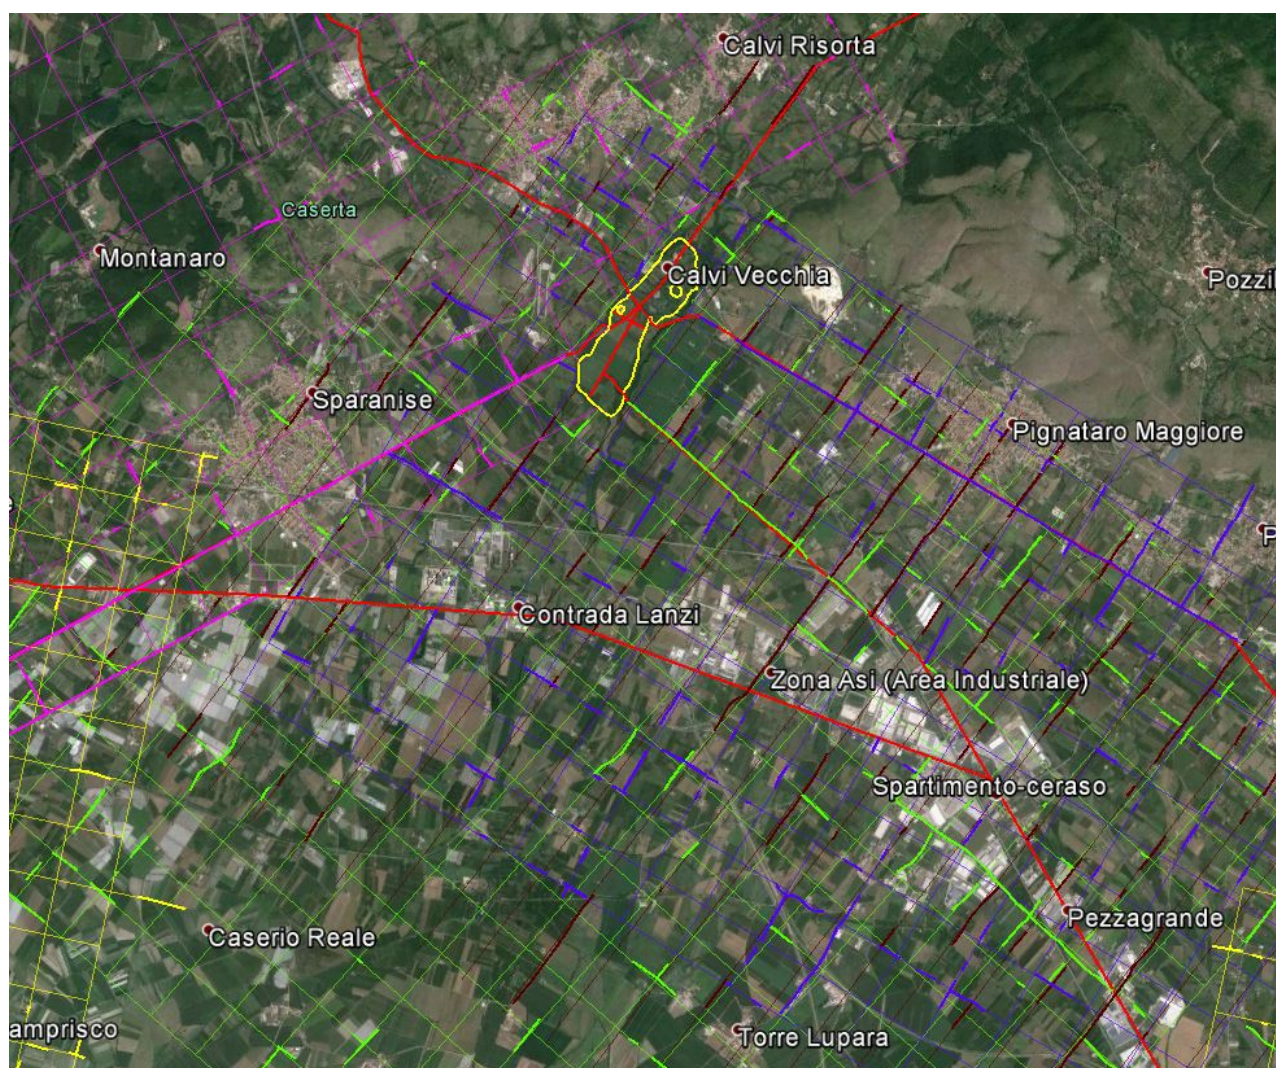 Calvi Risorta
Caserta
Montanaro
Calvi Vecchia
Pozzil
Sparanise
Pignataro Maggiore
e
P
Contrada Lanzi
Zona Asi (Area Industriale)
Spartimento-ceraso
Pezzagrande
Caserio Reale
amprisco
Torre Lupara